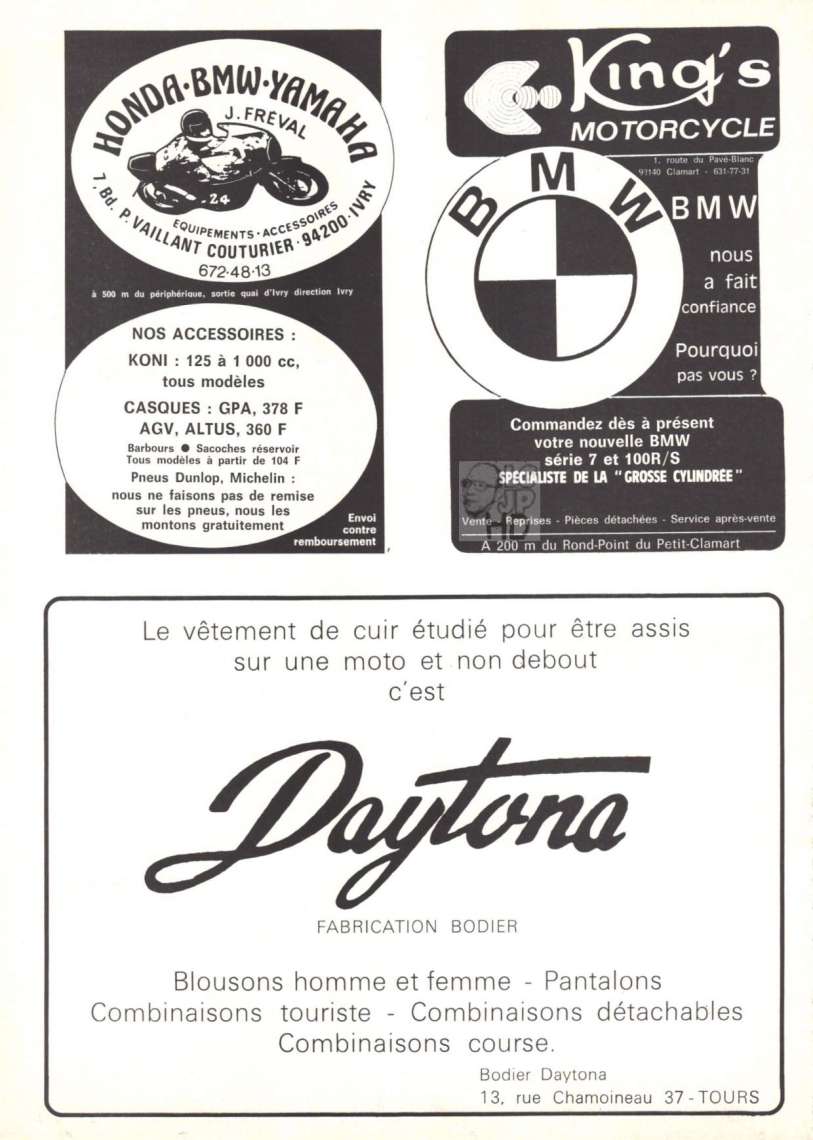 HONDA·BMW·YAMAHA
J. FRÉVAL
24
EQUIPEMENTS · ACCESSOIRES
7, Bd. P. VAILLANT COUTURIER · 94200 · IVRY
672·48·13
à 500 m du périphérique, sortie quai d'Ivry direction Ivry
NOS ACCESSOIRES :
KONI : 125 à 1 000 cc,
tous modèles
CASQUES : GPA, 378 F
AGV, ALTUS, 360 F
Barbours ● Sacoches réservoir
Tous modèles à partir de 104 F
Pneus Dunlop, Michelin :
nous ne faisons pas de remise
sur les pneus, nous les
montons gratuitement
Envoi
contre
remboursement
King's
MOTORCYCLE
1, route du Pavé-Blanc
92140 Clamart - 631-77-31
BMW
BMW
nous
a fait
confiance
Pourquoi
pas vous ?
Commandez dès à présent
votre nouvelle BMW
série 7 et 100R/S
SPÉCIALISTE DE LA "GROSSE CYLINDRÉE"
LG
JP
HD
Vente - Reprises - Pièces détachées - Service après-vente
A 200 m du Rond-Point du Petit-Clamart
Le vêtement de cuir étudié pour être assis
sur une moto et non debout
c'est
Daytona
FABRICATION BODIER
Blousons homme et femme - Pantalons
Combinaisons touriste - Combinaisons détachables
Combinaisons course.
Bodier Daytona
13, rue Chamoineau 37 - TOURS